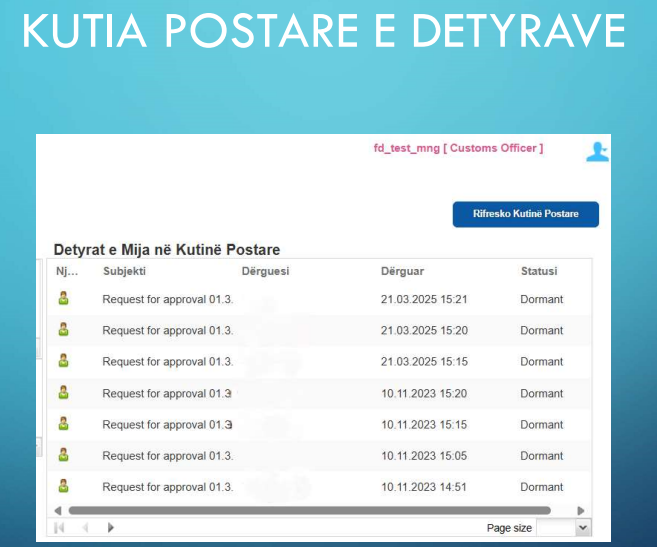 KUTIA POSTARE E DETYRAVE
fd_test_mng [ Customs Officer ]
Rifresko Kutinë Postare
Detyrat e Mija në Kutinë Postare
Nj... Subjekti Dërguesi Dërguar Statusi
Request for approval 01.3. 21.03.2025 15:21 Dormant
Request for approval 01.3. 21.03.2025 15:20 Dormant
Request for approval 01.3. 21.03.2025 15:15 Dormant
Request for approval 01.3 10.11.2023 15:20 Dormant
Request for approval 01.3 10.11.2023 15:15 Dormant
Request for approval 01.3. 10.11.2023 15:05 Dormant
Request for approval 01.3. 10.11.2023 14:51 Dormant
Page size